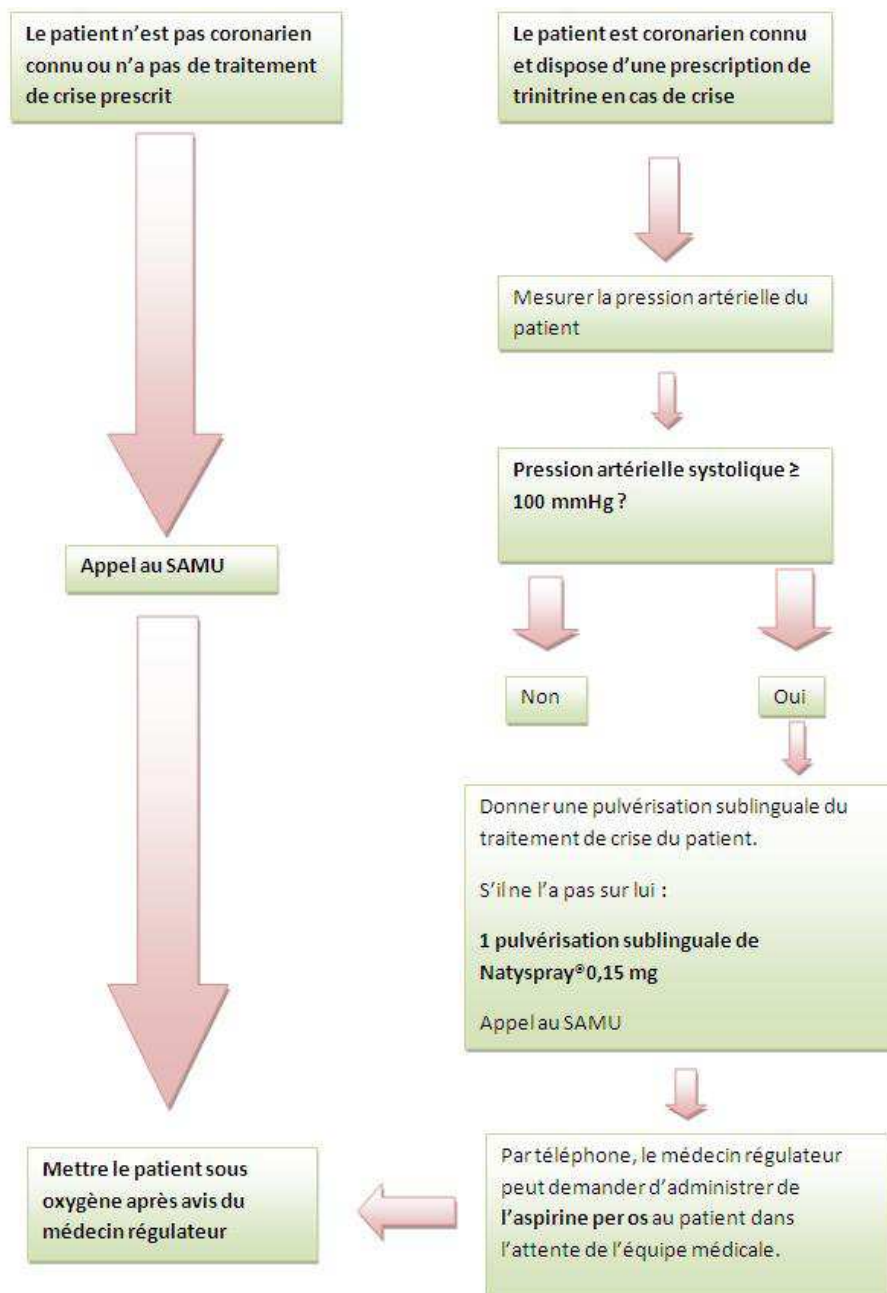 Le patient n'est pas coronarien
connu ou n'a pas de traitement
de crise prescrit
Le patient est coronarien connu
et dispose d'une prescription de
trinitrine en cas de crise
Mesurer la pression artérielle du
patient
Pression artérielle systolique ≥
100 mmHg ?
Appel au SAMU
Non
Oui
Donner une pulvérisation sublinguale du
traitement de crise du patient.
S'il ne l'a pas sur lui :
1 pulvérisation sublinguale de
Natyspray®0,15 mg
Appel au SAMU
Mettre le patient sous
oxygène après avis du
médecin régulateur
Par téléphone, le médecin régulateur
peut demander d'administrer de
l'aspirine per os au patient dans
l'attente de l'équipe médicale.